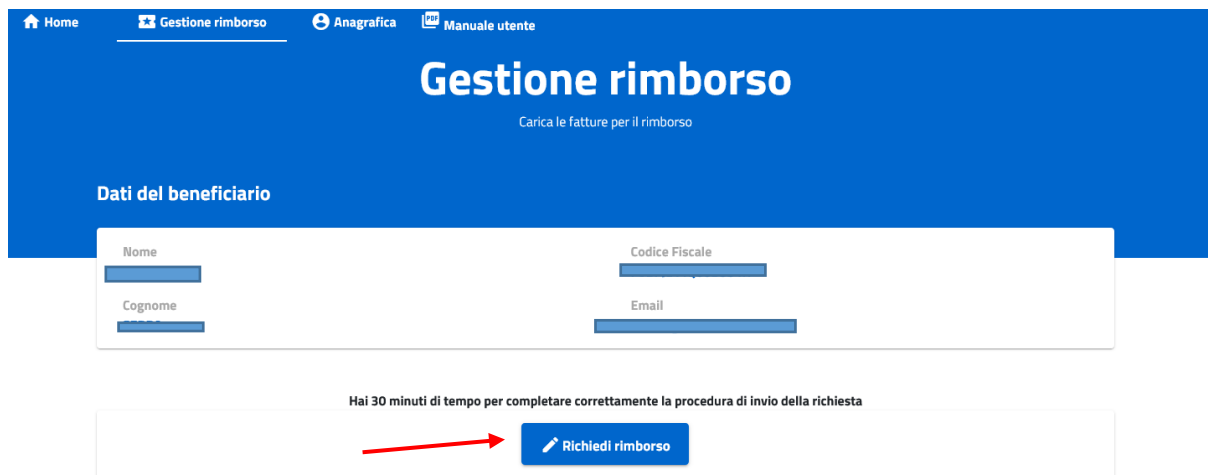 Home Gestione rimborso Anagrafica PDF Manuale utente
Gestione rimborso
Carica le fatture per il rimborso
Dati del beneficiario
Nome Codice Fiscale
Cognome Email
Hai 30 minuti di tempo per completare correttamente la procedura di invio della richiesta
Richiedi rimborso